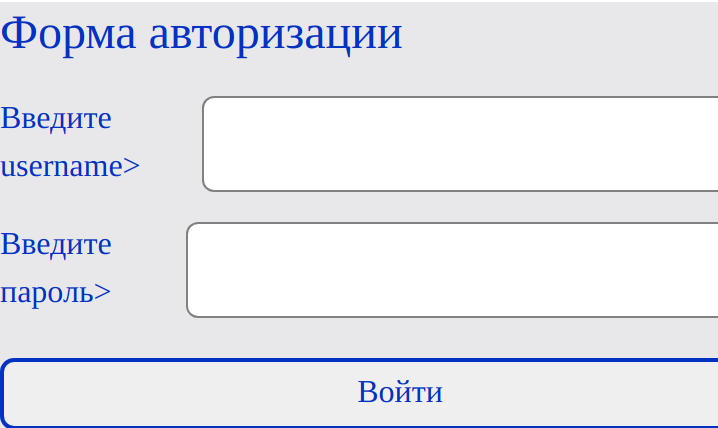 Форма авторизации
Введите
username>
Введите
пароль>
Войти